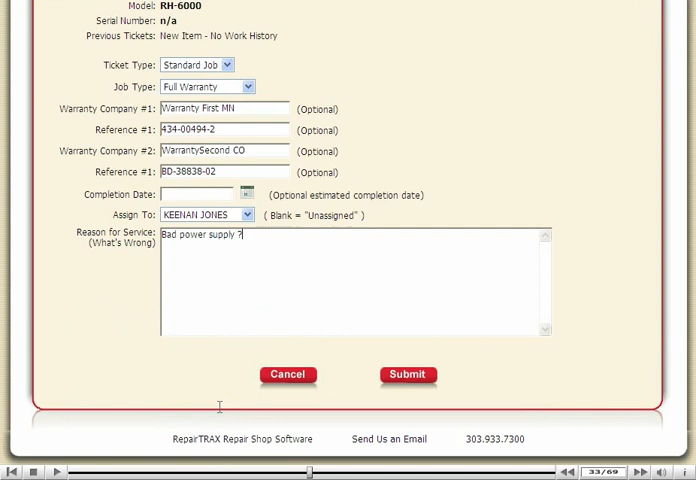 Model: RH-6000
Serial Number: n/a
Previous Tickets: New Item - No Work History
Ticket Type: Standard Job
Job Type: Full Warranty
Warranty Company #1: Warranty First MN (Optional)
Reference #1: 434-00494-2 (Optional)
Warranty Company #2: WarrantySecond CO (Optional)
Reference #1: BD-38838-02 (Optional)
Completion Date: (Optional estimated completion date)
Assign To: KEENAN JONES ( Blank = "Unassigned" )
Reason for Service: Bad power supply ?
(What's Wrong)
Cancel Submit
RepairTRAX Repair Shop Software Send Us an Email 303.933.7300
33/69